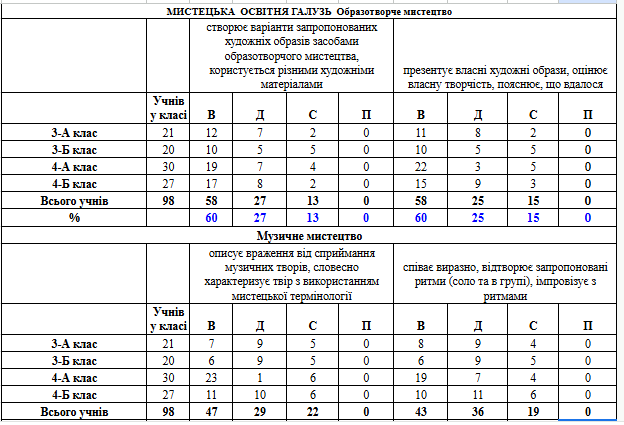 МИСТЕЦЬКА ОСВІТНЯ ГАЛУЗЬ Образотворче мистецтво
створює варіанти запропонованих
художніх образів засобами
образотворчого мистецтва,
користується різними художніми
матеріалами
презентує власні художні образи, оцінює
власну творчість, пояснює, що вдалося
Учнів
у класі В Д С П В Д С П
3-А клас 21 12 7 2 0 11 8 2 0
3-Б клас 20 10 5 5 0 10 5 5 0
4-А клас 30 19 7 4 0 22 3 5 0
4-Б клас 27 17 8 2 0 15 9 3 0
Всього учнів 98 58 27 13 0 58 25 15 0
% 60 27 13 0 60 25 15 0
Музичне мистецтво
описує враження від сприймання
музичних творів, словесно
характеризує твір з використанням
мистецької термінології
співає виразно, відтворює запропоновані
ритми (соло та в групі), імпровізує з
ритмами
Учнів
у класі В Д С П В Д С П
3-А клас 21 7 9 5 0 8 9 4 0
3-Б клас 20 6 9 5 0 6 9 5 0
4-А клас 30 23 1 6 0 19 7 4 0
4-Б клас 27 11 10 6 0 10 11 6 0
Всього учнів 98 47 29 22 0 43 36 19 0